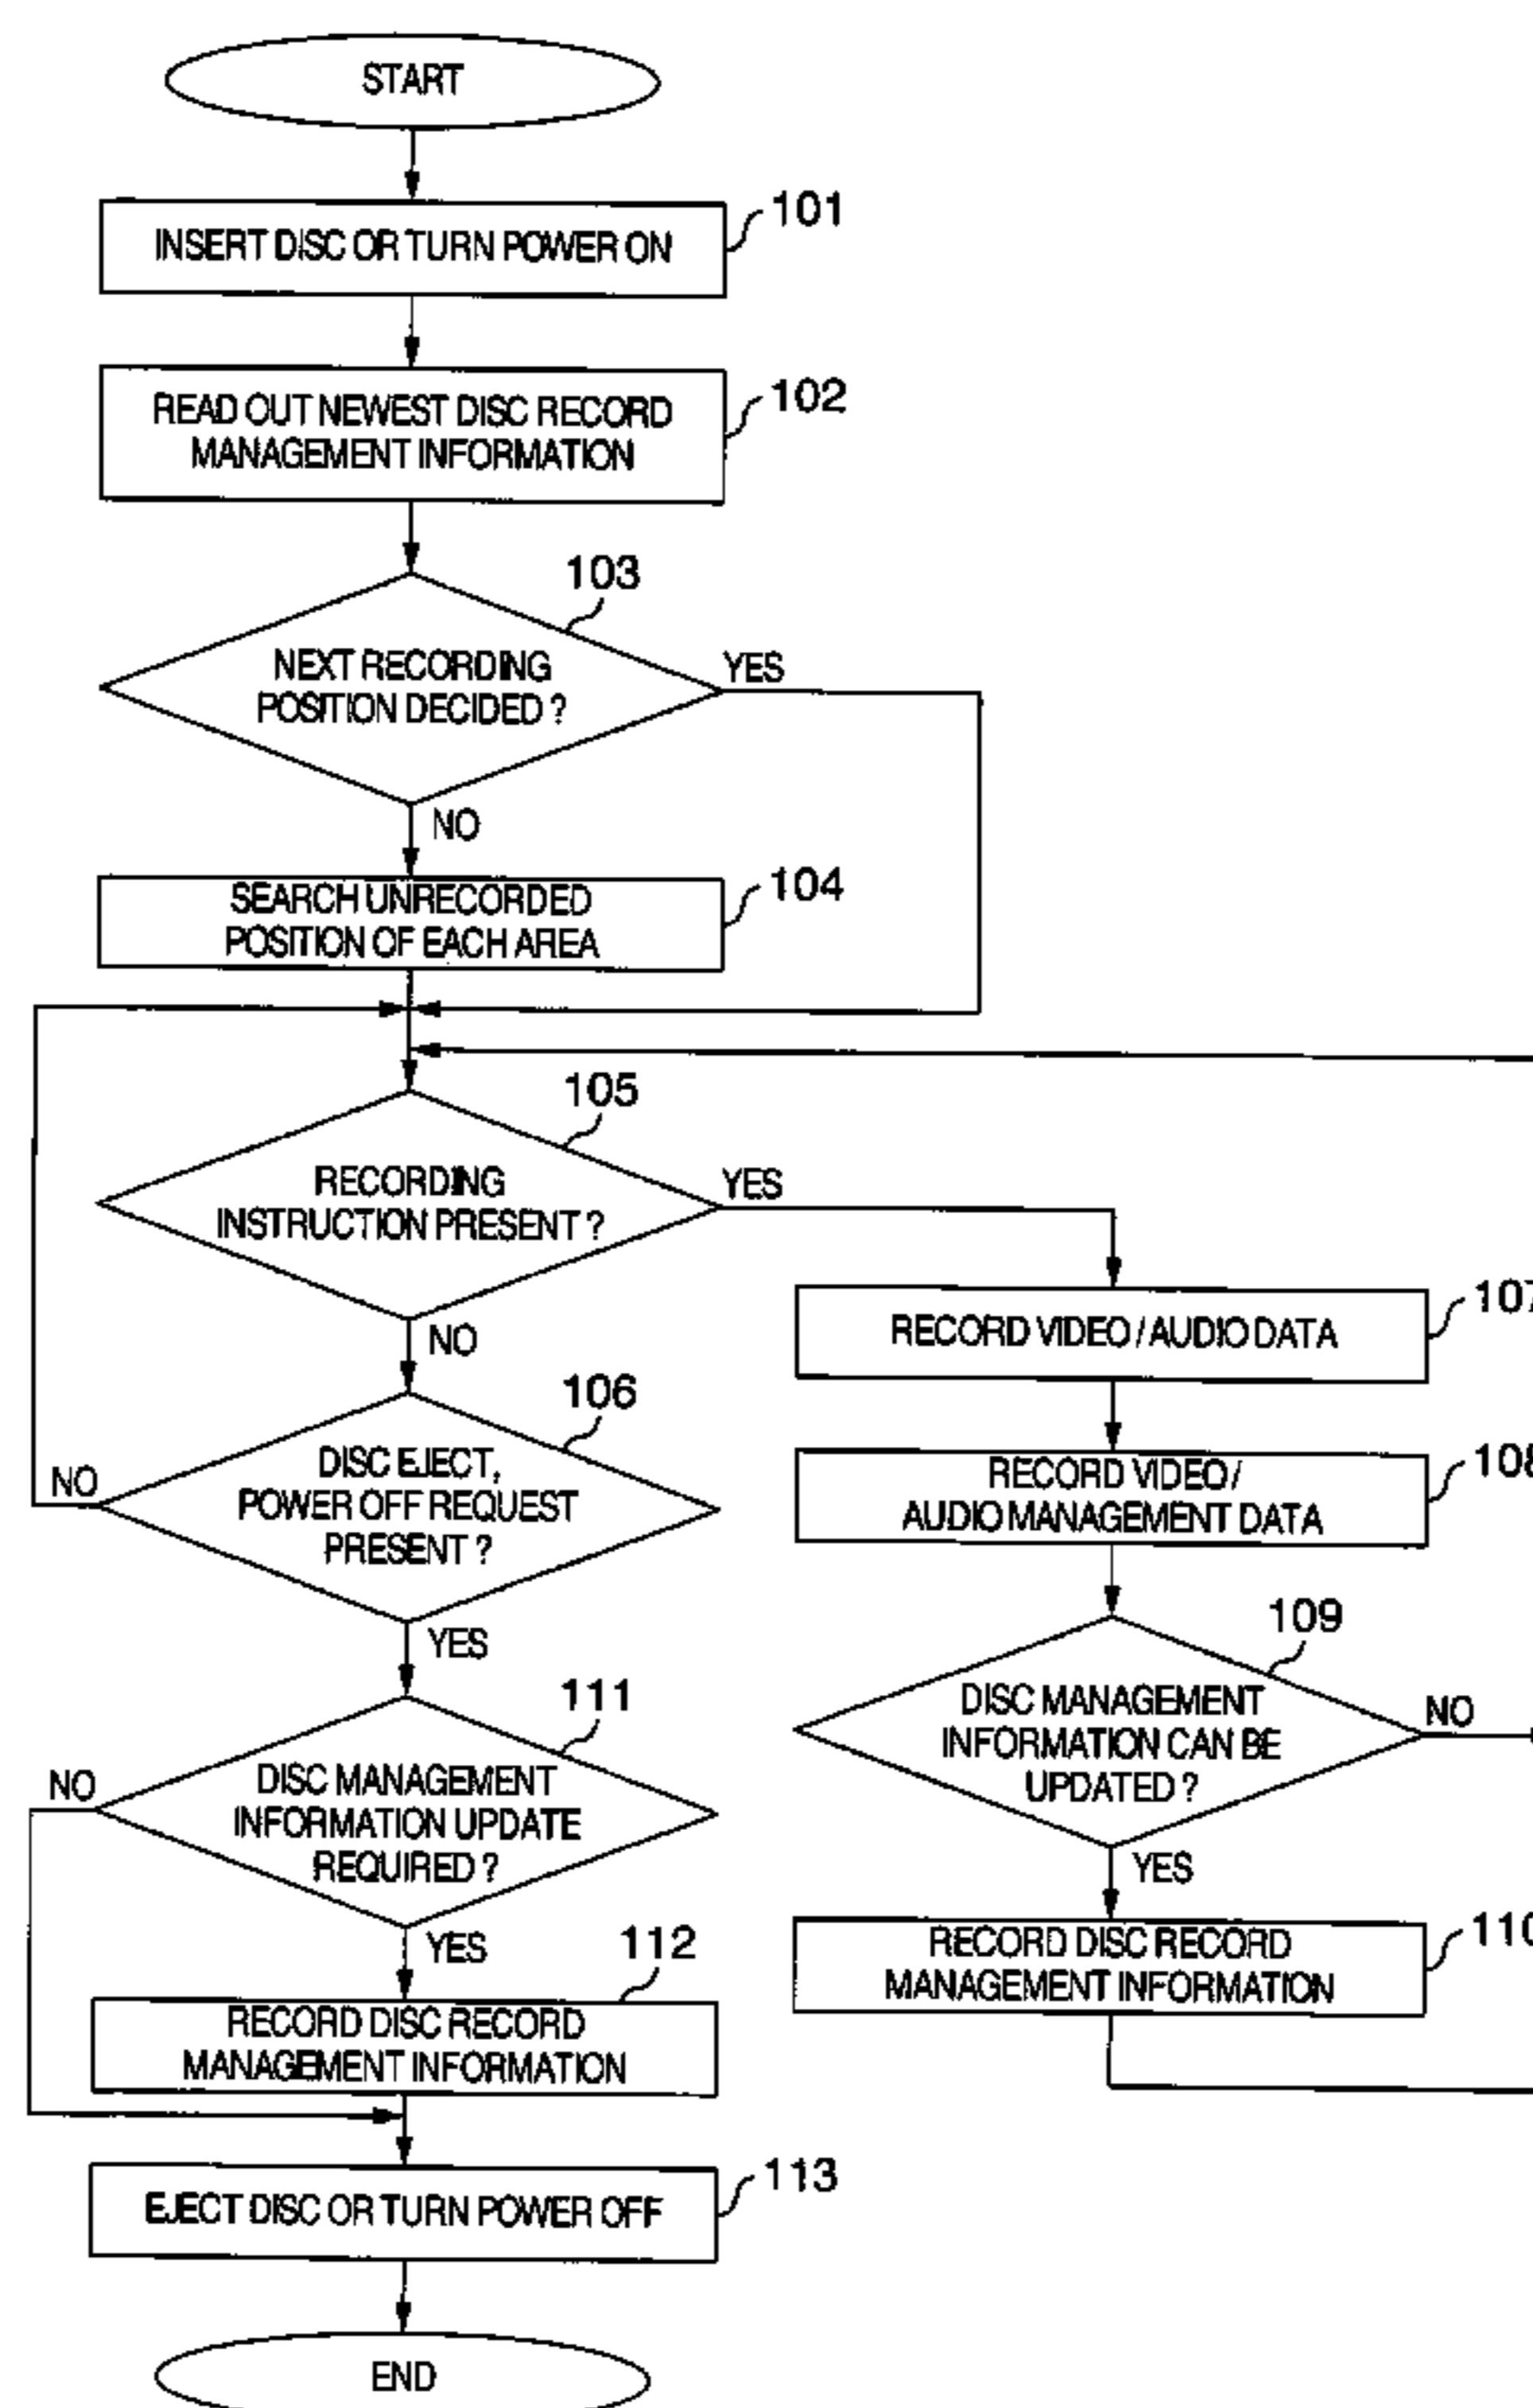 START
101
INSERT DISC OR TURN POWER ON
102
READ OUT NEWEST DISC RECORD
MANAGEMENT INFORMATION
103
NEXT RECORDING
POSITION DECIDED ?
YES
NO
104
SEARCH UNRECORDED
POSITION OF EACH AREA
105
RECORDING
INSTRUCTION PRESENT ?
YES
NO
106
DISC EJECT,
POWER OFF REQUEST
PRESENT ?
NO
YES
107
RECORD VIDEO / AUDIO DATA
108
RECORD VIDEO /
AUDIO MANAGEMENT DATA
109
DISC MANAGEMENT
INFORMATION CAN BE
UPDATED ?
NO
YES
110
RECORD DISC RECORD
MANAGEMENT INFORMATION
111
DISC MANAGEMENT
INFORMATION UPDATE
REQUIRED ?
NO
YES
112
RECORD DISC RECORD
MANAGEMENT INFORMATION
113
EJECT DISC OR TURN POWER OFF
END